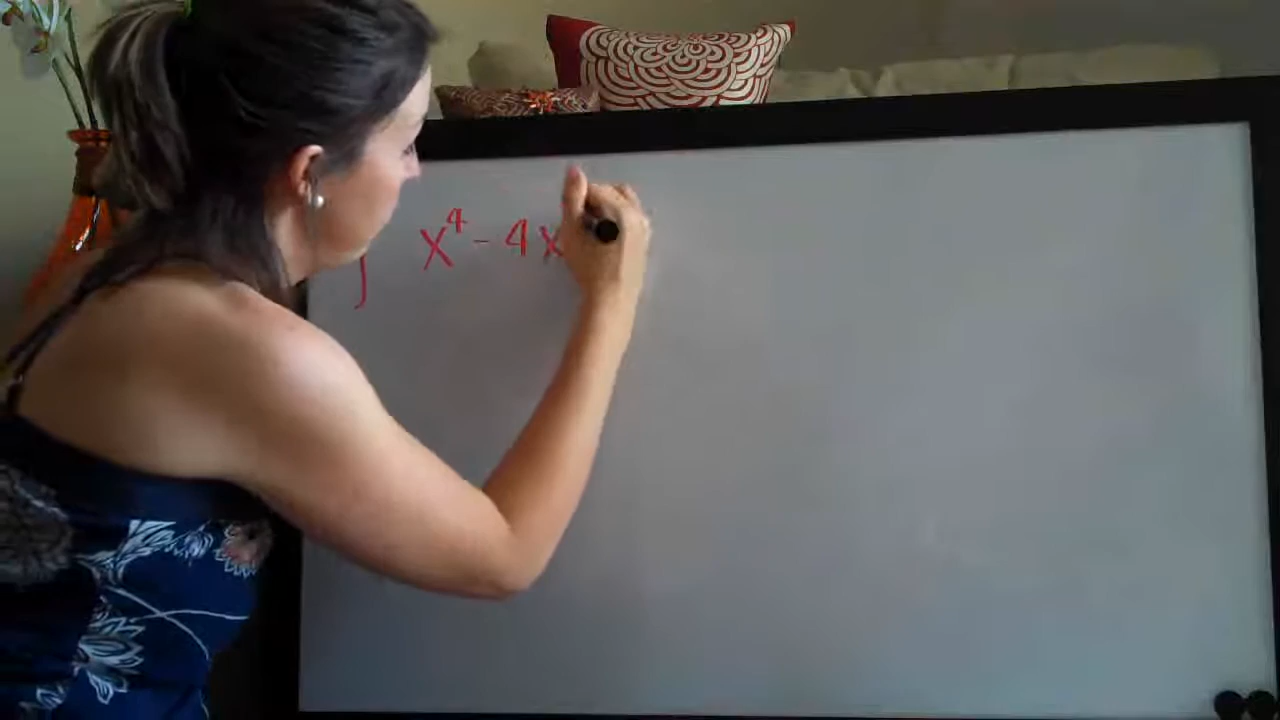 ∫ x⁴ - 4x